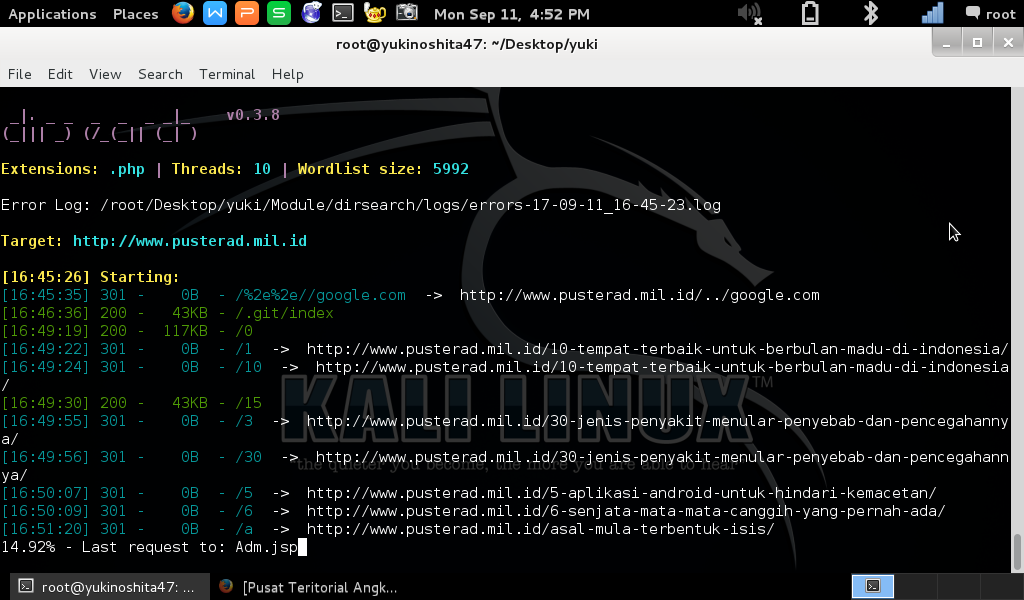 Applications Places Mon Sep 11, 4:52 PM root
root@yukinoshita47: ~/Desktop/yuki
File Edit View Search Terminal Help
_|. _ _  _  _  _ _|_    v0.3.8
(_||| _) (/_(_|| (_| )
Extensions: .php | Threads: 10 | Wordlist size: 5992
Error Log: /root/Desktop/yuki/Module/dirsearch/logs/errors-17-09-11_16-45-23.log
Target: http://www.pusterad.mil.id
[16:45:26] Starting:
[16:45:35] 301 -    0B  - /%2e%2e//google.com  ->  http://www.pusterad.mil.id/../google.com
[16:46:36] 200 -   43KB - /.git/index
[16:49:19] 200 -  117KB - /0
[16:49:22] 301 -    0B  - /1  ->  http://www.pusterad.mil.id/10-tempat-terbaik-untuk-berbulan-madu-di-indonesia/
[16:49:24] 301 -    0B  - /10  ->  http://www.pusterad.mil.id/10-tempat-terbaik-untuk-berbulan-madu-di-indonesia
/
[16:49:30] 200 -   43KB - /15
[16:49:55] 301 -    0B  - /3  ->  http://www.pusterad.mil.id/30-jenis-penyakit-menular-penyebab-dan-pencegahanny
a/
[16:49:56] 301 -    0B  - /30  ->  http://www.pusterad.mil.id/30-jenis-penyakit-menular-penyebab-dan-pencegahann
ya/
[16:50:07] 301 -    0B  - /5  ->  http://www.pusterad.mil.id/5-aplikasi-android-untuk-hindari-kemacetan/
[16:50:09] 301 -    0B  - /6  ->  http://www.pusterad.mil.id/6-senjata-mata-mata-canggih-yang-pernah-ada/
[16:51:20] 301 -    0B  - /a  ->  http://www.pusterad.mil.id/asal-mula-terbentuk-isis/
14.92% - Last request to: Adm.jsp
KALI LINUX™
"the quieter you become, the more you are able to hear"
root@yukinoshita47: ... [Pusat Teritorial Angk...